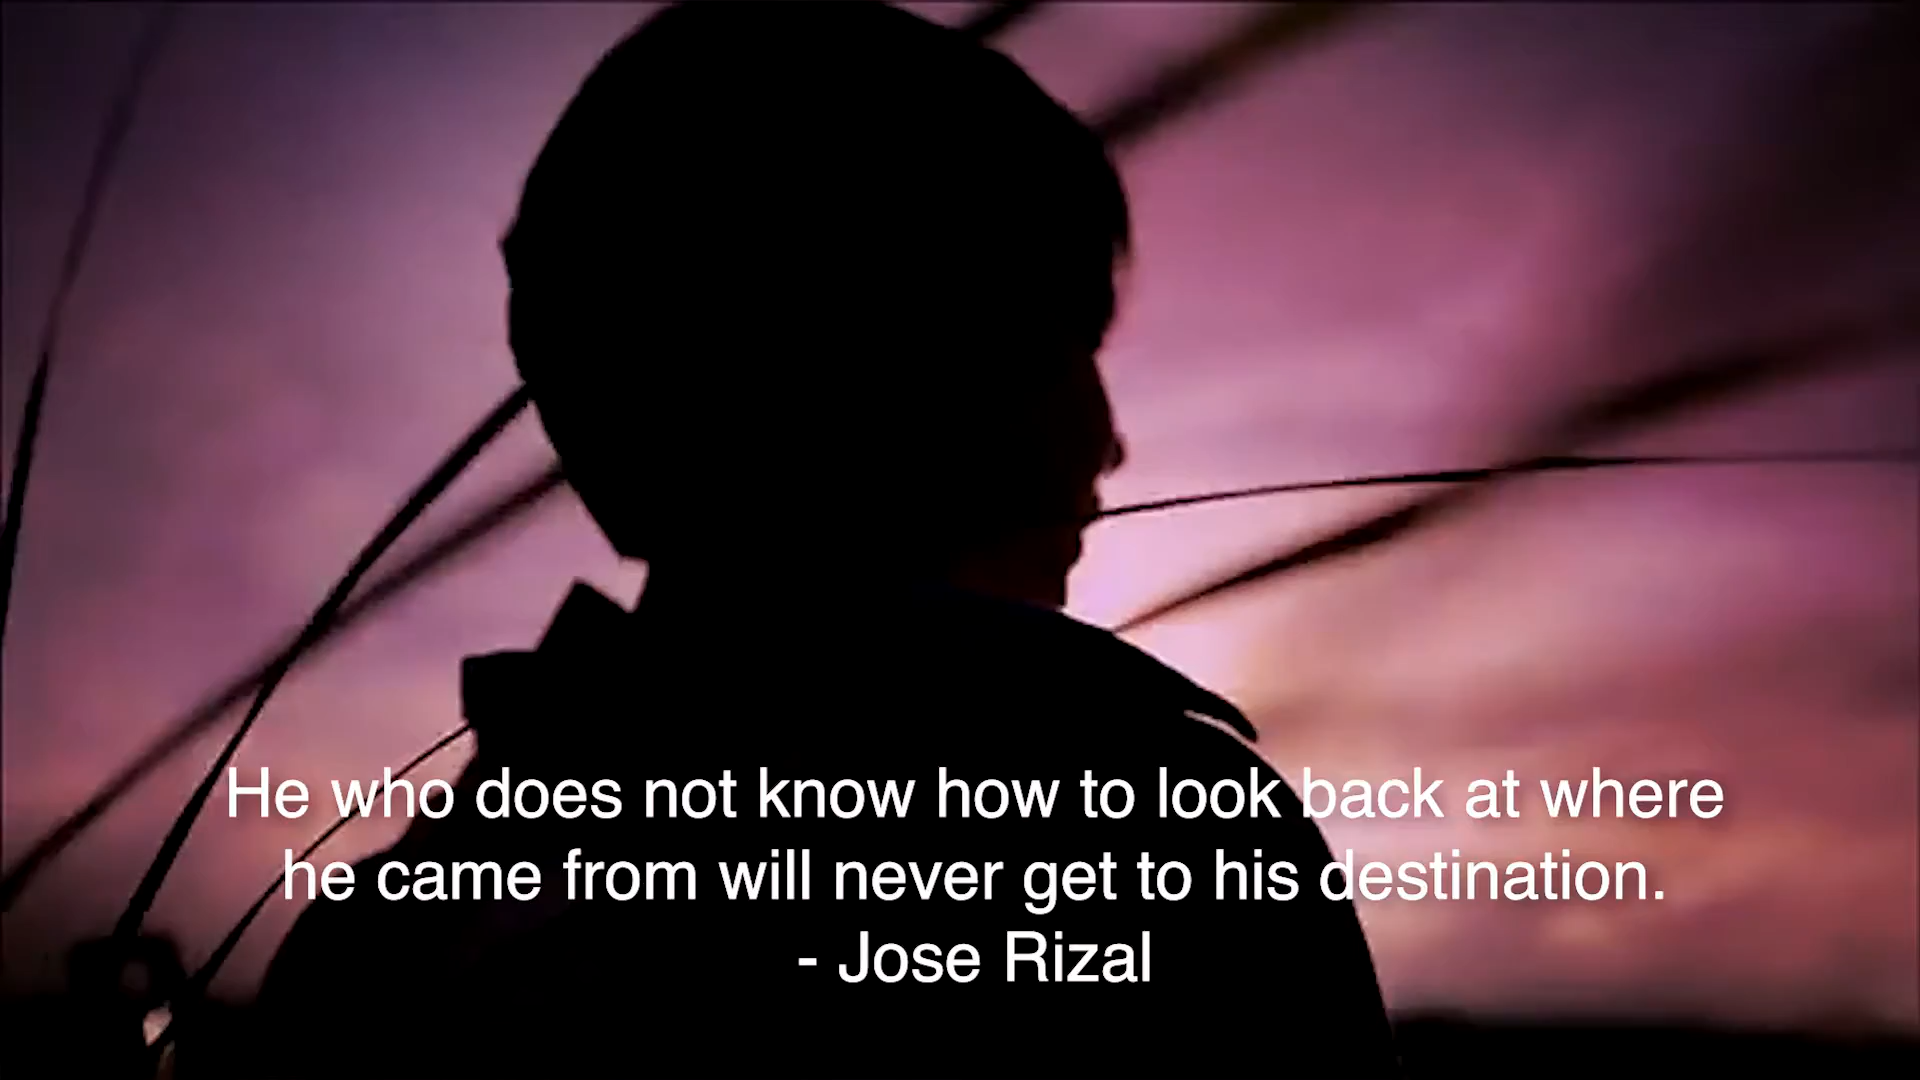 He who does not know how to look back at where
he came from will never get to his destination.
- Jose Rizal